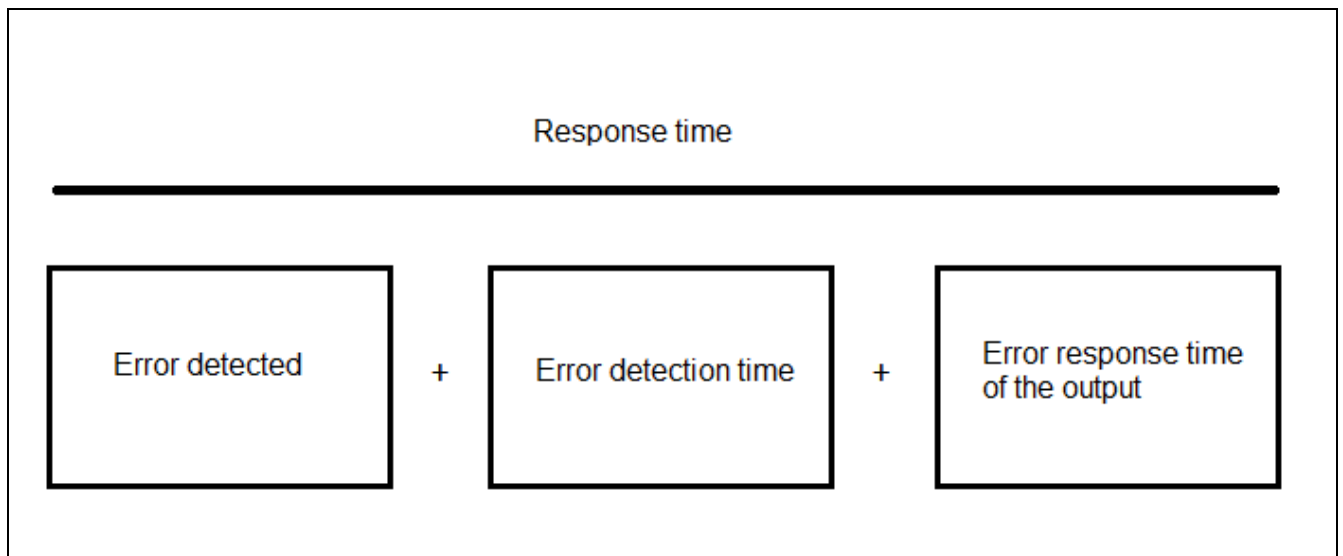 Response time
Error detected
+
Error detection time
+
Error response time
of the output